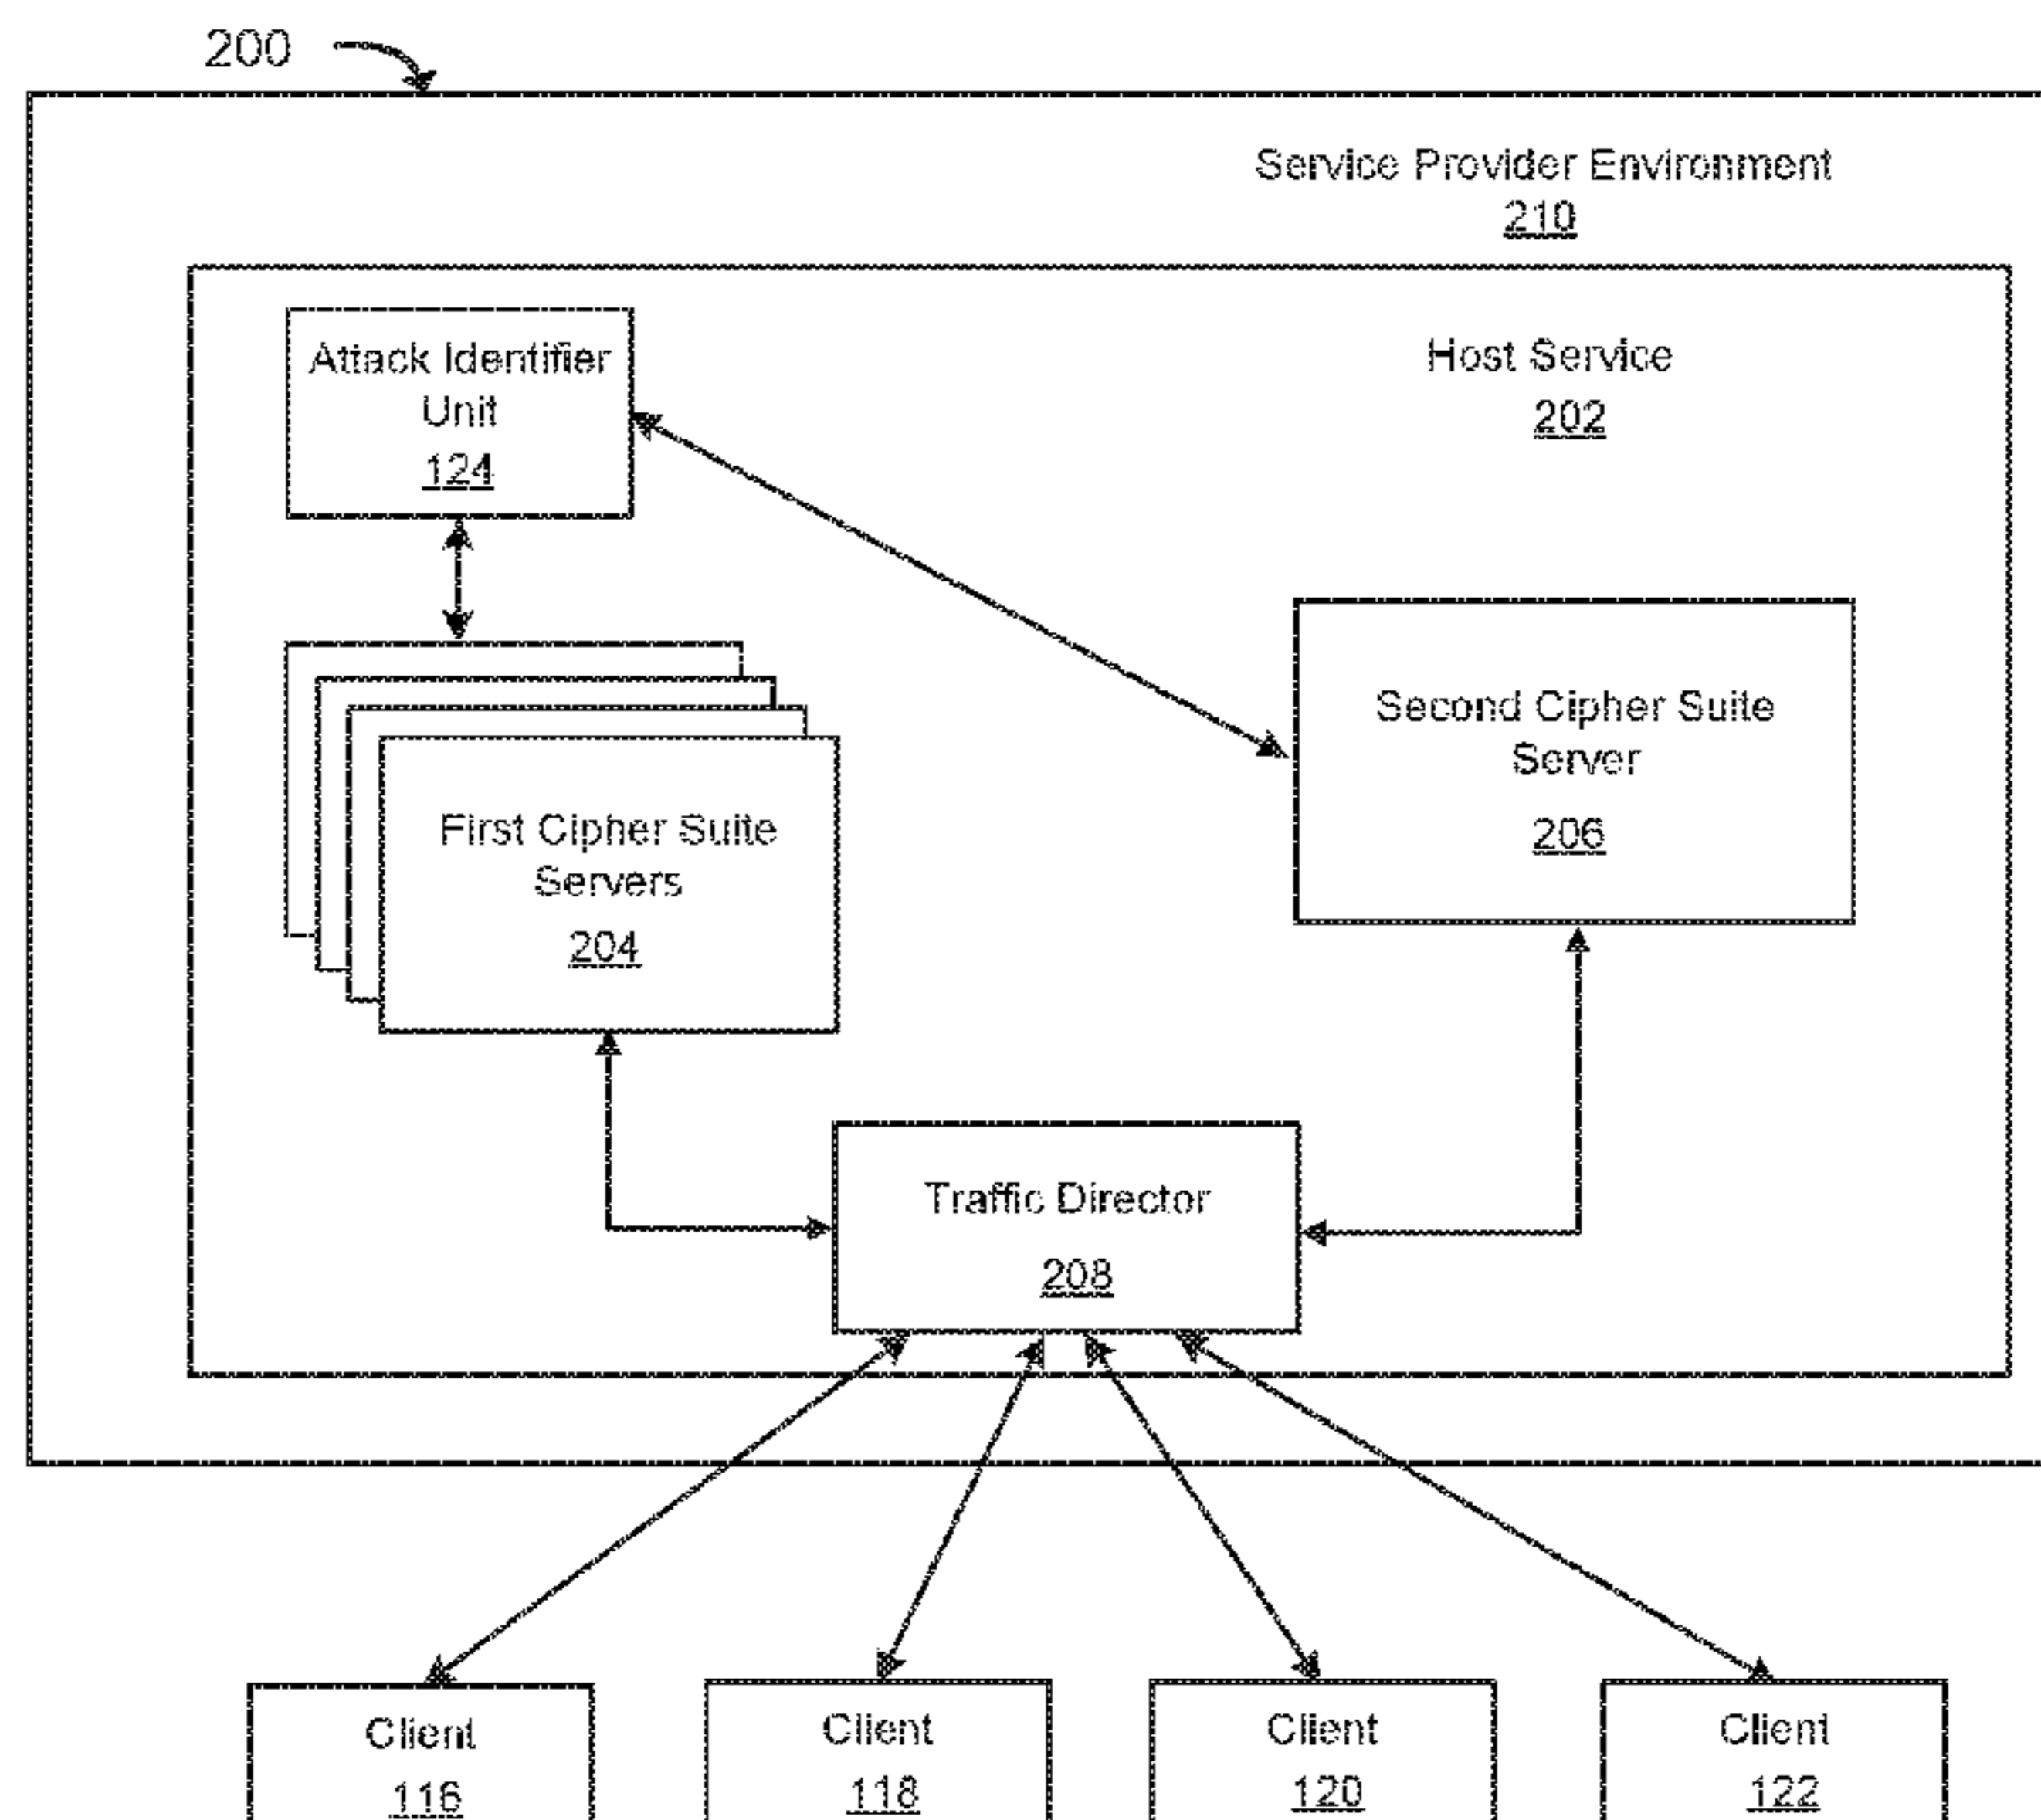 200
Service Provider Environment
210
Attack Identifier
Unit
124
Host Service
202
First Cipher Suite
Servers
204
Second Cipher Suite
Server
206
Traffic Director
208
Client
116
Client
118
Client
120
Client
122